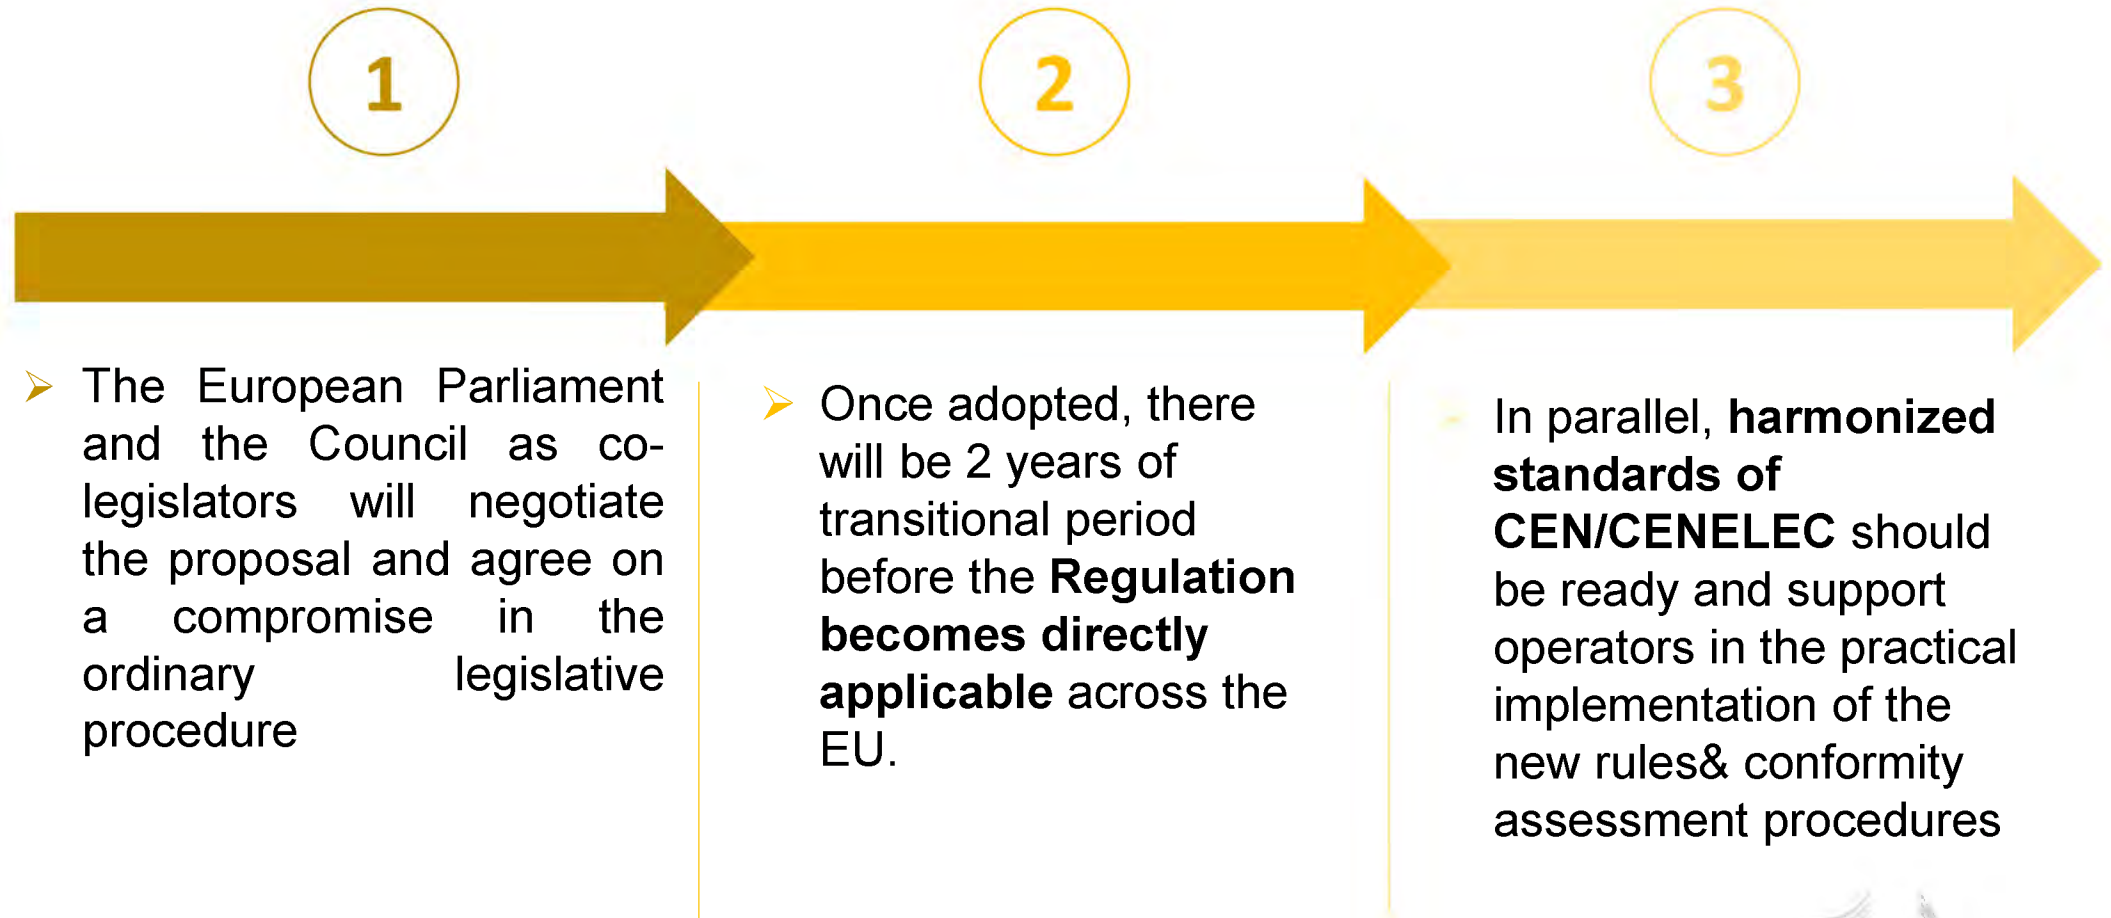 1
The European Parliament
and the Council as co-
legislators will negotiate
the proposal and agree on
a compromise in the
ordinary legislative
procedure
2
Once adopted, there
will be 2 years of
transitional period
before the Regulation
becomes directly
applicable across the
EU.
3
In parallel, harmonized
standards of
CEN/CENELEC should
be ready and support
operators in the practical
implementation of the
new rules& conformity
assessment procedures